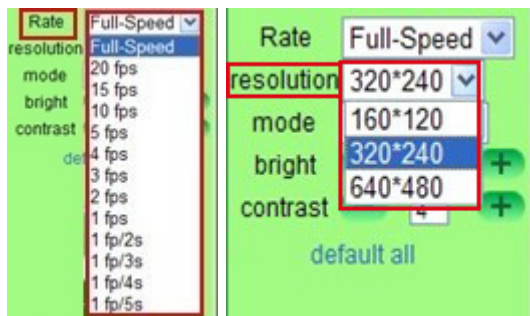 Rate Full-Speed
resolution Full-Speed
mode 20 fps
15 fps
bright 10 fps
contrast 5 fps
def 4 fps
3 fps
2 fps
1 fps
1 fp/2s
1 fp/3s
1 fp/4s
1 fp/5s
Rate Full-Speed
resolution 320*240
mode 160*120
320*240
bright +
640*480
contrast 4 +
default all